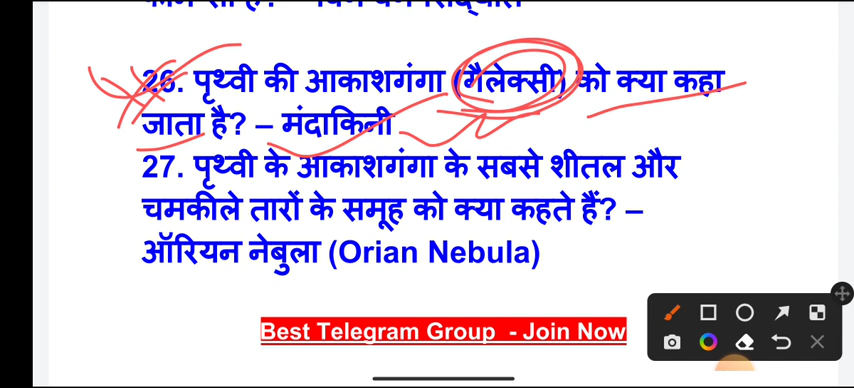 26. पृथ्वी की आकाशगंगा (गैलेक्सी) को क्या कहा
जाता है? – मंदाकिनी
27. पृथ्वी के आकाशगंगा के सबसे शीतल और
चमकीले तारों के समूह को क्या कहते हैं? –
ऑरियन नेबुला (Orian Nebula)
Best Telegram Group - Join Now